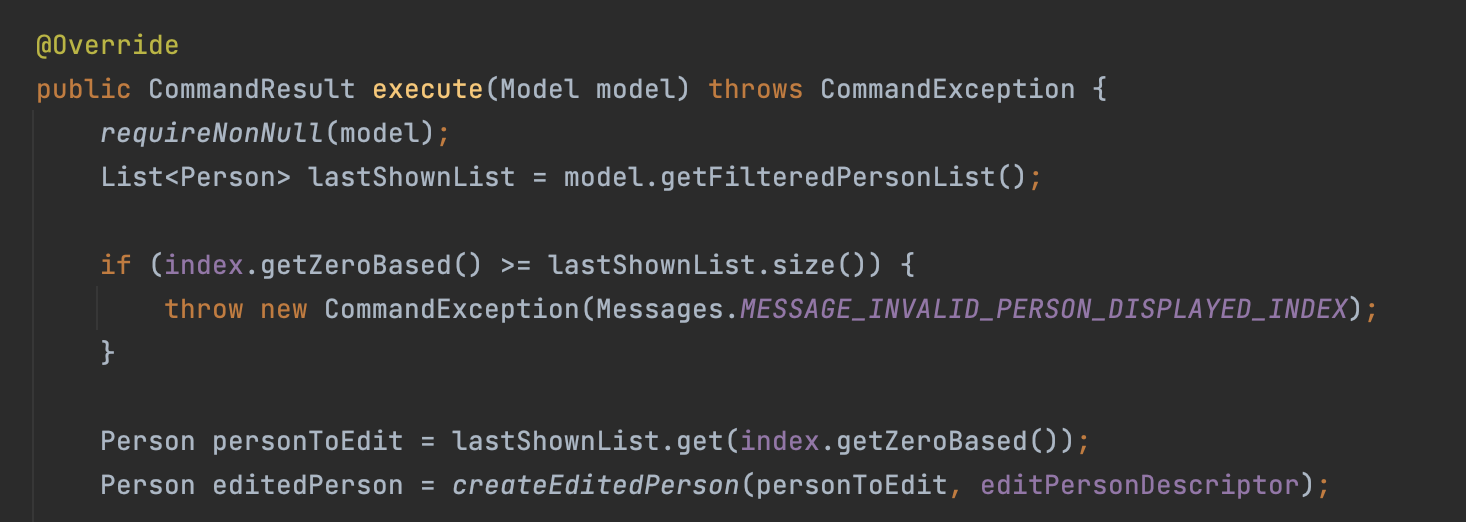 @Override
public CommandResult execute(Model model) throws CommandException {
    requireNonNull(model);
    List<Person> lastShownList = model.getFilteredPersonList();

    if (index.getZeroBased() >= lastShownList.size()) {
        throw new CommandException(Messages.MESSAGE_INVALID_PERSON_DISPLAYED_INDEX);
    }

    Person personToEdit = lastShownList.get(index.getZeroBased());
    Person editedPerson = createEditedPerson(personToEdit, editPersonDescriptor);